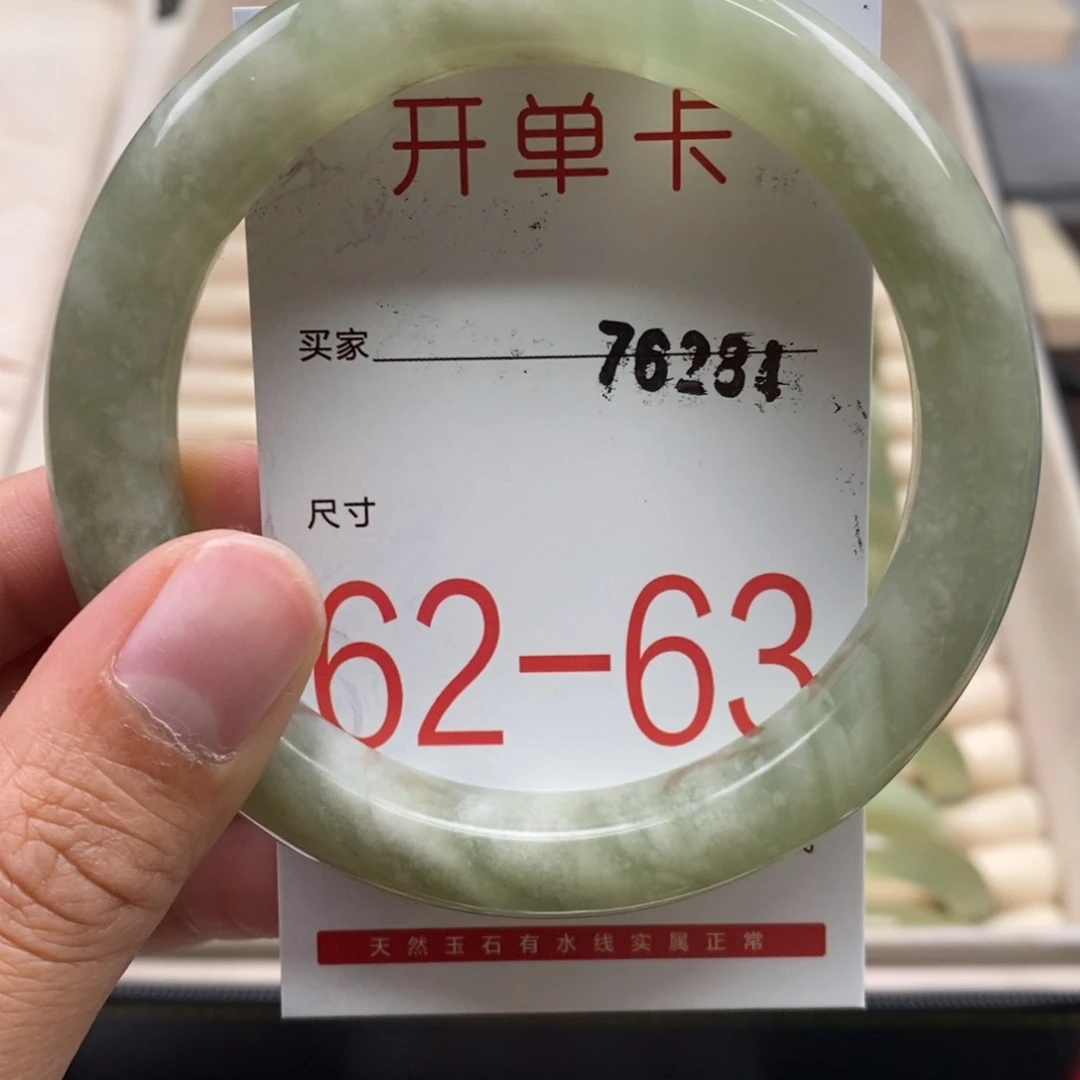 开单卡
买家 76281
尺寸
62-63
天然玉石有水线实属正常